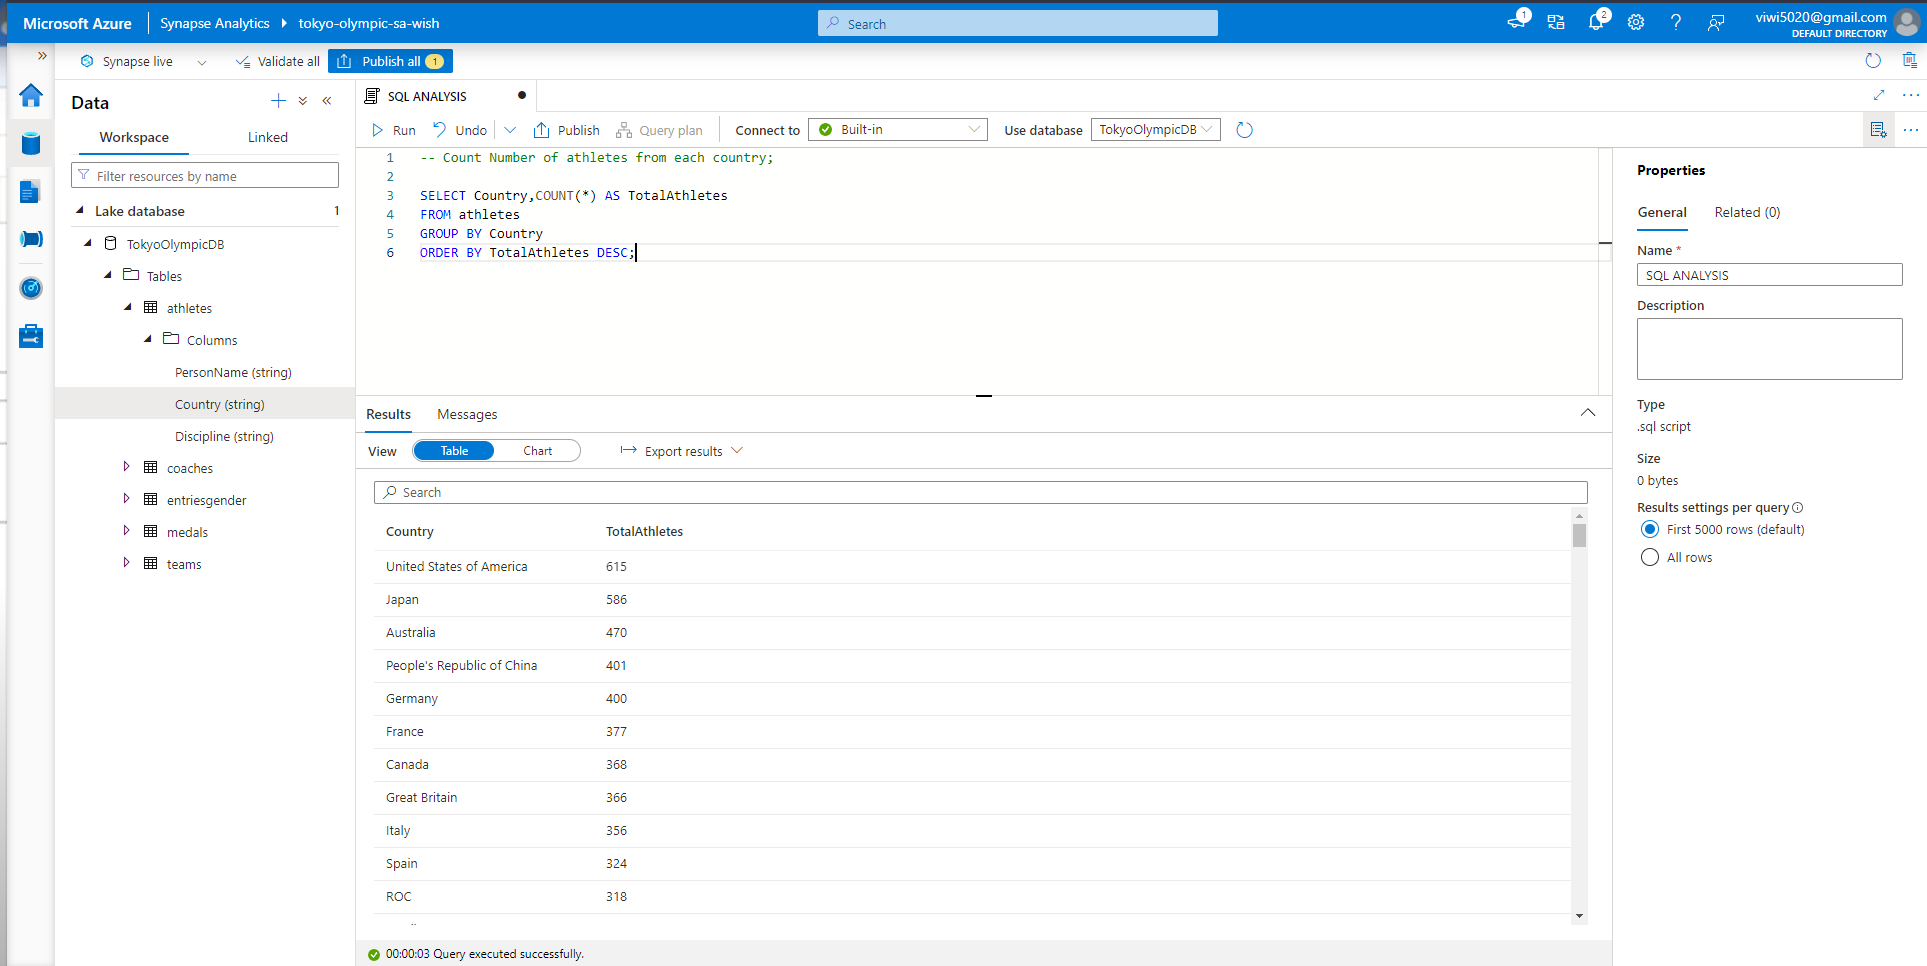 Microsoft Azure
Synapse Analytics
tokyo-olympic-sa-wish
Search
1
2
?
viwi5020@gmail.com
DEFAULT DIRECTORY
Synapse live
Validate all
Publish all 1
Data
Workspace
Linked
Filter resources by name
Lake database 1
TokyoOlympicDB
Tables
athletes
Columns
PersonName (string)
Country (string)
Discipline (string)
coaches
entriesgender
medals
teams
SQL ANALYSIS
Run
Undo
Publish
Query plan
Connect to
Built-in
Use database
TokyoOlympicDB
1 -- Count Number of athletes from each country;
2
3 SELECT Country,COUNT(*) AS TotalAthletes
4 FROM athletes
5 GROUP BY Country
6 ORDER BY TotalAthletes DESC;
Results
Messages
View
Table
Chart
Export results
Search
Country TotalAthletes
United States of America 615
Japan 586
Australia 470
People's Republic of China 401
Germany 400
France 377
Canada 368
Great Britain 366
Italy 356
Spain 324
ROC 318
00:00:03 Query executed successfully.
Properties
General
Related (0)
Name *
SQL ANALYSIS
Description
Type
.sql script
Size
0 bytes
Results settings per query
First 5000 rows (default)
All rows